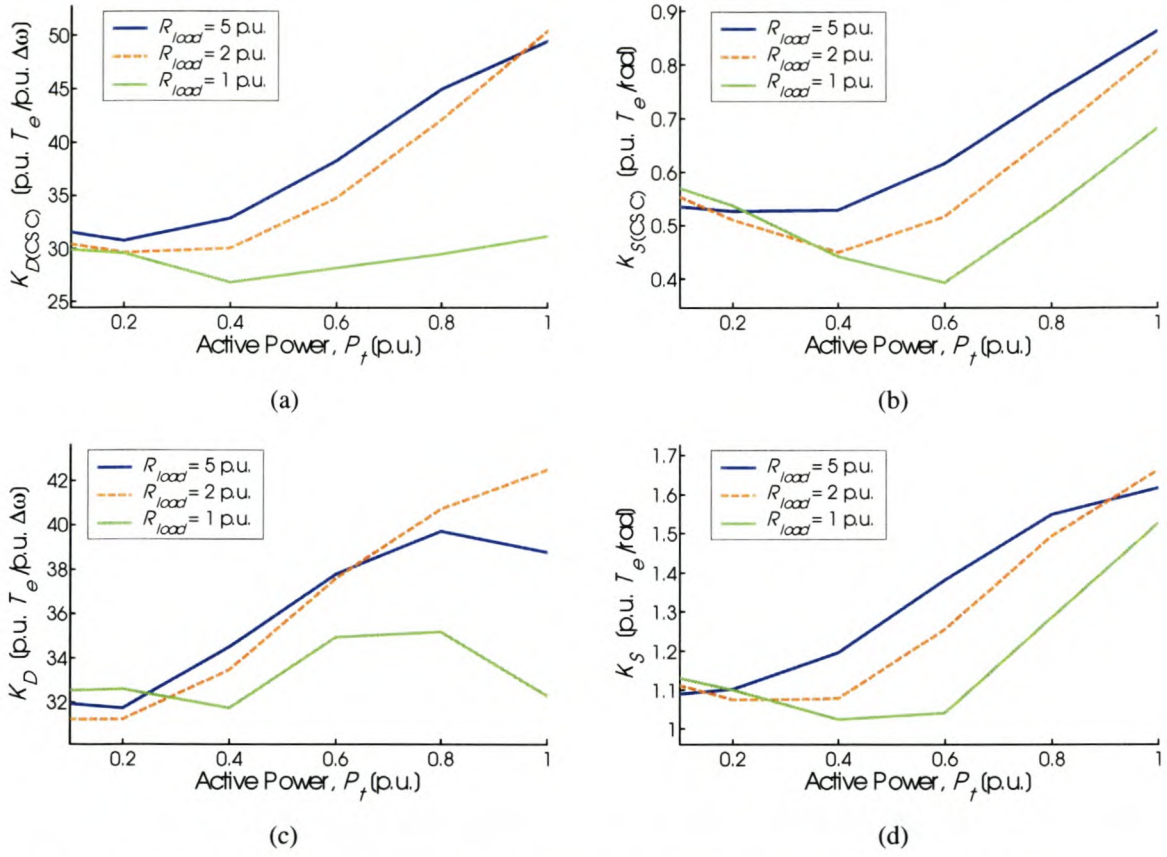 R_load = 5 p.u.
R_load = 2 p.u.
R_load = 1 p.u.
K_D(CSC) (p.u. T_e/p.u. Δω)
50
45
40
35
30
25
0.2 0.4 0.6 0.8 1
Active Power, P_t (p.u.)
(a)
R_load = 5 p.u.
R_load = 2 p.u.
R_load = 1 p.u.
K_S(CSC) (p.u. T_e/rad)
0.9
0.8
0.7
0.6
0.5
0.4
0.2 0.4 0.6 0.8 1
Active Power, P_t (p.u.)
(b)
R_load = 5 p.u.
R_load = 2 p.u.
R_load = 1 p.u.
K_D (p.u. T_e/p.u. Δω)
42
40
38
36
34
32
0.2 0.4 0.6 0.8 1
Active Power, P_t (p.u.)
(c)
R_load = 5 p.u.
R_load = 2 p.u.
R_load = 1 p.u.
K_S (p.u. T_e/rad)
1.7
1.6
1.5
1.4
1.3
1.2
1.1
1
0.2 0.4 0.6 0.8 1
Active Power, P_t (p.u.)
(d)